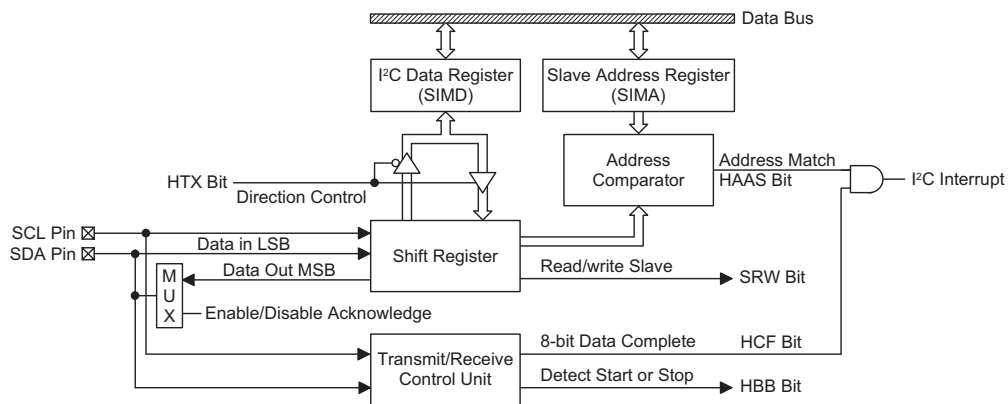 Data Bus
I²C Data Register
(SIMD)
Slave Address Register
(SIMA)
Address
Comparator
Address Match
HAAS Bit
I²C Interrupt
HTX Bit
Direction Control
SCL Pin
SDA Pin
Data in LSB
Shift Register
Data Out MSB
Read/write Slave
SRW Bit
M
U
X
Enable/Disable Acknowledge
Transmit/Receive
Control Unit
8-bit Data Complete
HCF Bit
Detect Start or Stop
HBB Bit